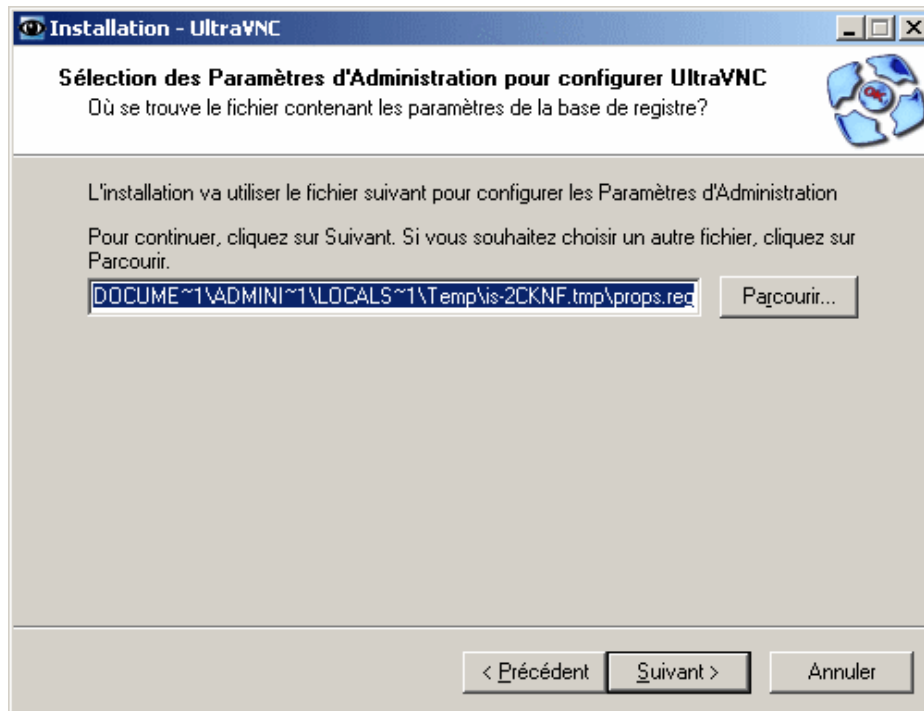 Installation - UltraVNC
Sélection des Paramètres d'Administration pour configurer UltraVNC
Où se trouve le fichier contenant les paramètres de la base de registre?
OK
L'installation va utiliser le fichier suivant pour configurer les Paramètres d'Administration
Pour continuer, cliquez sur Suivant. Si vous souhaitez choisir un autre fichier, cliquez sur
Parcourir.
DOCUME~1\ADMINI~1\LOCALS~1\Temp\is-2CKNF.tmp\props.reg
Parcourir...
< Précédent
Suivant >
Annuler